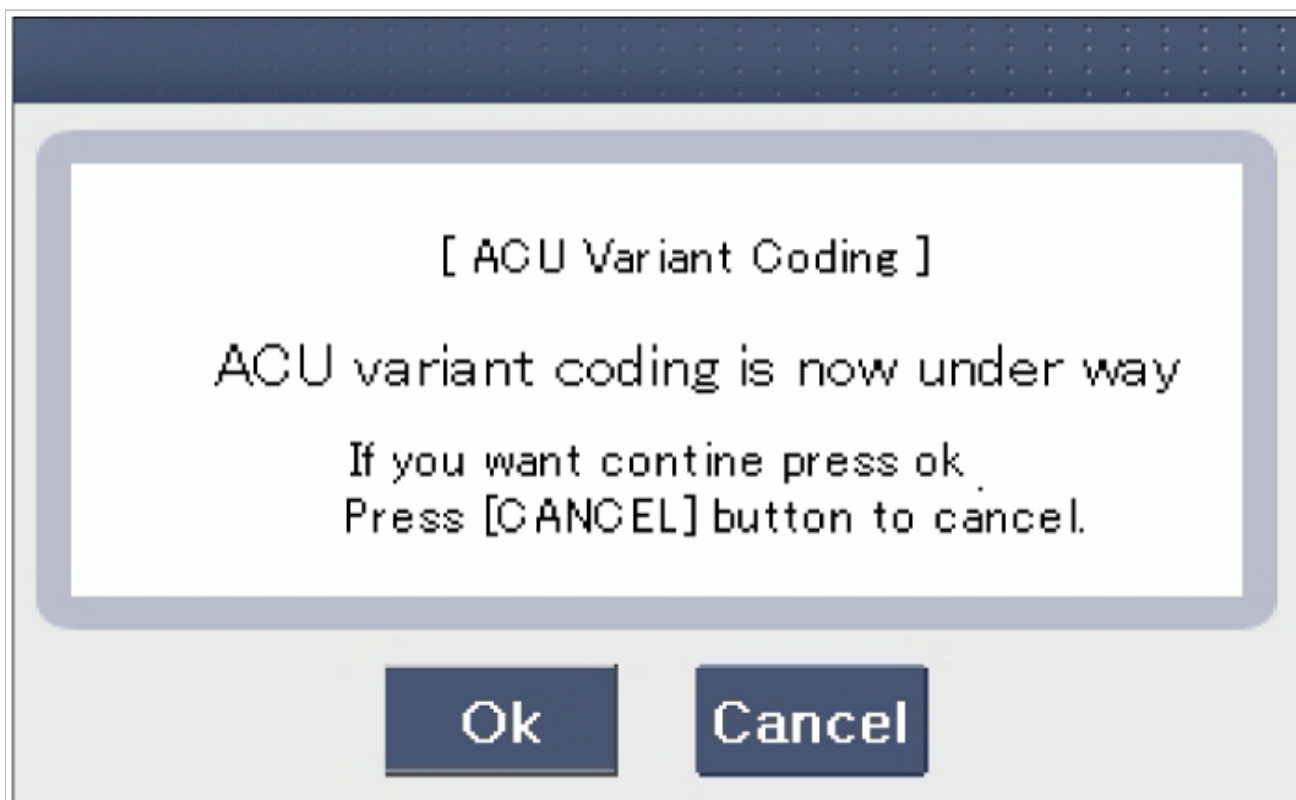 [ ACU Variant Coding ]
ACU variant coding is now under way
If you want contine press ok
Press [CANCEL] button to cancel.
Ok
Cancel